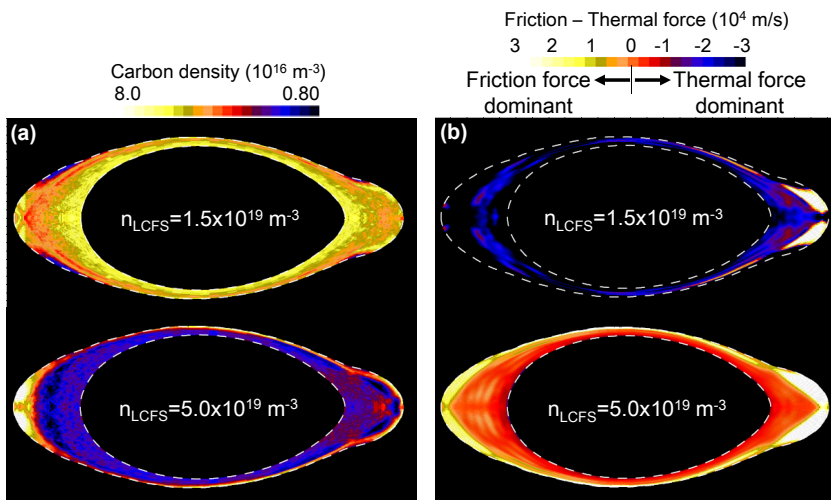 Carbon density (10¹⁶ m⁻³)
8.0 0.80
(a)
n_LCFS=1.5x10¹⁹ m⁻³
n_LCFS=5.0x10¹⁹ m⁻³
Friction – Thermal force (10⁴ m/s)
3 2 1 0 -1 -2 -3
Friction force Thermal force
dominant dominant
(b)
n_LCFS=1.5x10¹⁹ m⁻³
n_LCFS=5.0x10¹⁹ m⁻³